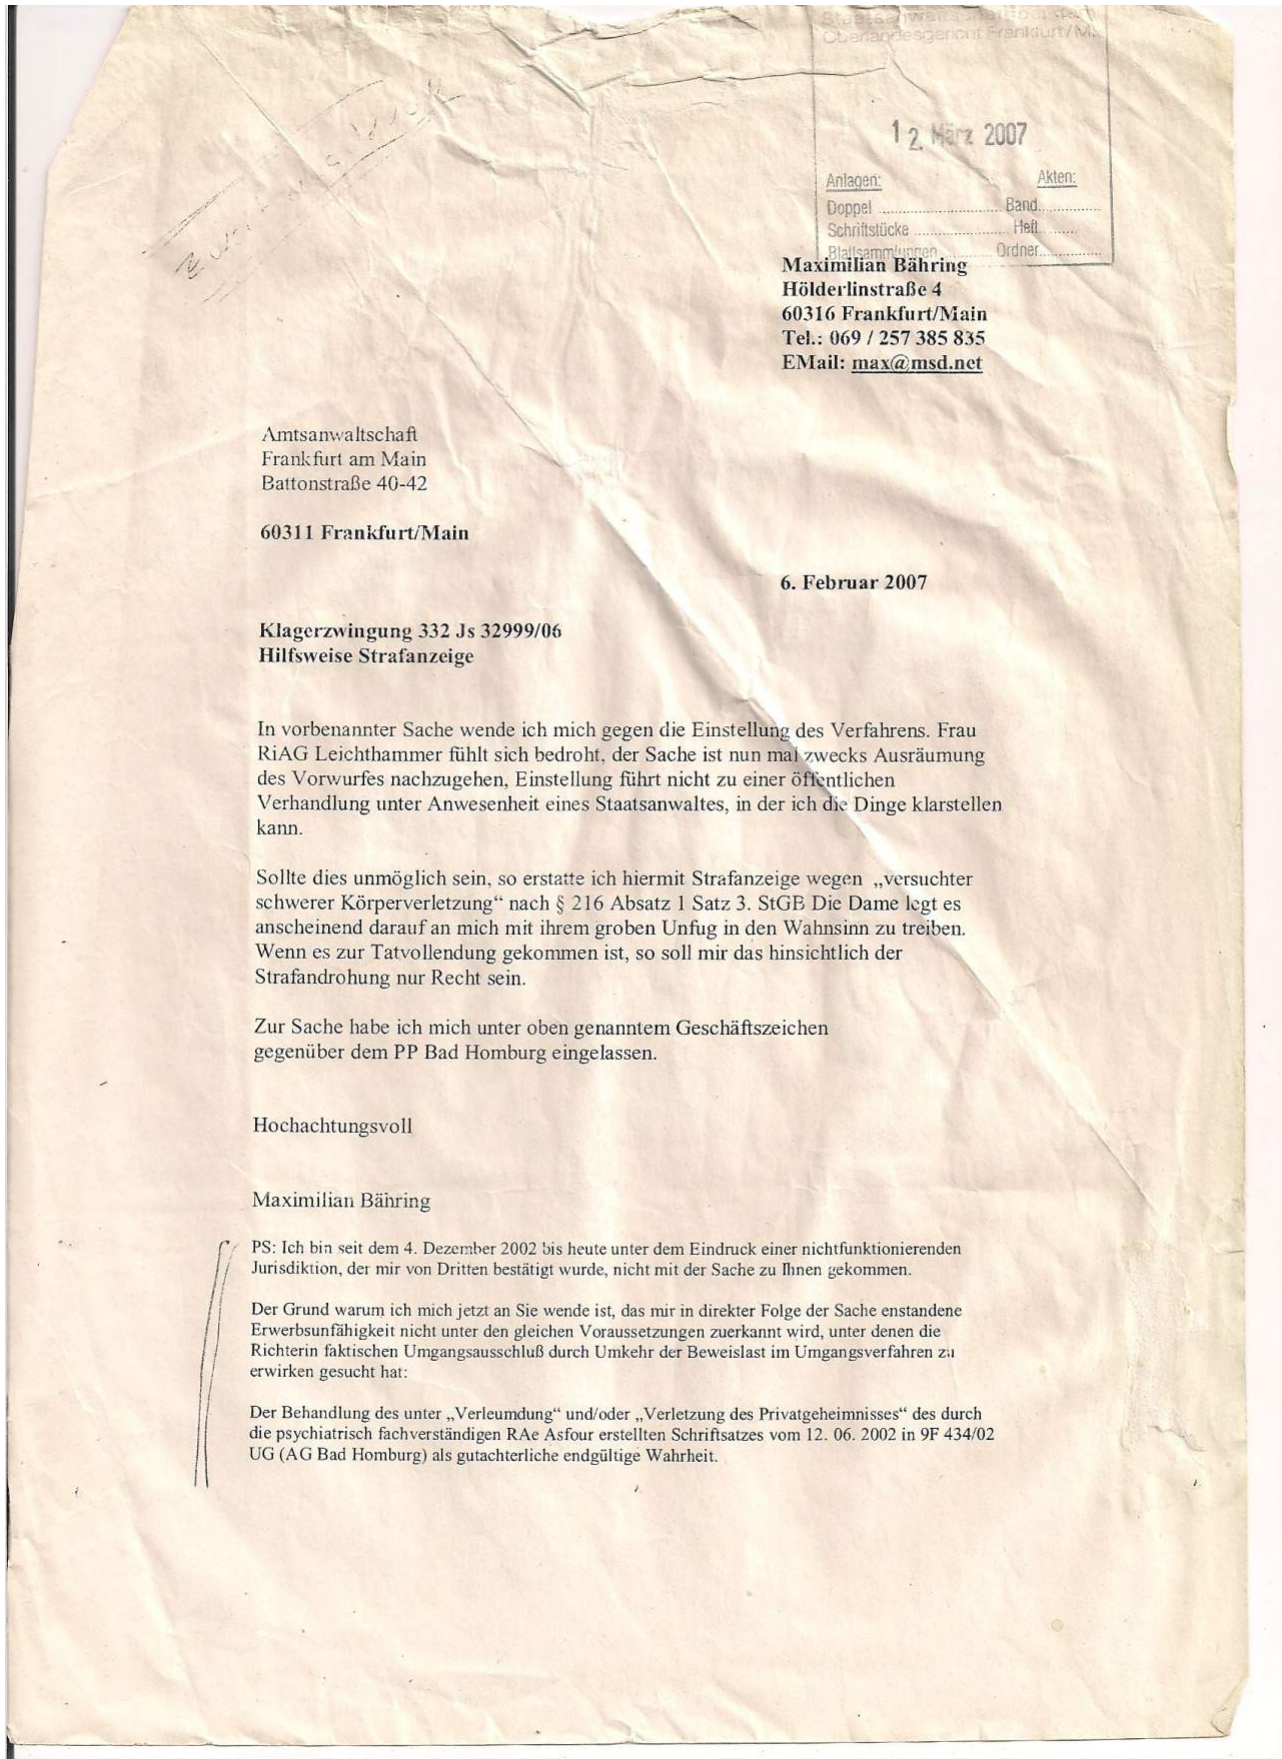 Staatsanwaltschaft bei dem
Oberlandesgericht Frankfurt/M.
12. März 2007
Anlagen: Akten:
Doppel Band
Schriftstücke Heft
Blattsammlungen Ordner
Maximilian Bähring
Hölderlinstraße 4
60316 Frankfurt/Main
Tel.: 069 / 257 385 835
EMail: max@msd.net
Amtsanwaltschaft
Frankfurt am Main
Battonstraße 40-42
60311 Frankfurt/Main
6. Februar 2007
Klagerzwingung 332 Js 32999/06
Hilfsweise Strafanzeige
In vorbenannter Sache wende ich mich gegen die Einstellung des Verfahrens. Frau
RiAG Leichthammer fühlt sich bedroht, der Sache ist nun mal zwecks Ausräumung
des Vorwurfes nachzugehen, Einstellung führt nicht zu einer öffentlichen
Verhandlung unter Anwesenheit eines Staatsanwaltes, in der ich die Dinge klarstellen
kann.
Sollte dies unmöglich sein, so erstatte ich hiermit Strafanzeige wegen „versuchter
schwerer Körperverletzung“ nach § 216 Absatz 1 Satz 3. StGB Die Dame legt es
anscheinend darauf an mich mit ihrem groben Unfug in den Wahnsinn zu treiben.
Wenn es zur Tatvollendung gekommen ist, so soll mir das hinsichtlich der
Strafandrohung nur Recht sein.
Zur Sache habe ich mich unter oben genanntem Geschäftszeichen
gegenüber dem PP Bad Homburg eingelassen.
Hochachtungsvoll
Maximilian Bähring
PS: Ich bin seit dem 4. Dezember 2002 bis heute unter dem Eindruck einer nichtfunktionierenden
Jurisdiktion, der mir von Dritten bestätigt wurde, nicht mit der Sache zu Ihnen gekommen.
Der Grund warum ich mich jetzt an Sie wende ist, das mir in direkter Folge der Sache enstandene
Erwerbsunfähigkeit nicht unter den gleichen Voraussetzungen zuerkannt wird, unter denen die
Richterin faktischen Umgangsausschluß durch Umkehr der Beweislast im Umgangsverfahren zu
erwirken gesucht hat:
Der Behandlung des unter „Verleumdung“ und/oder „Verletzung des Privatgeheimnisses“ des durch
die psychiatrisch fachverständigen RAe Asfour erstellten Schriftsatzes vom 12. 06. 2002 in 9F 434/02
UG (AG Bad Homburg) als gutachterliche endgültige Wahrheit.